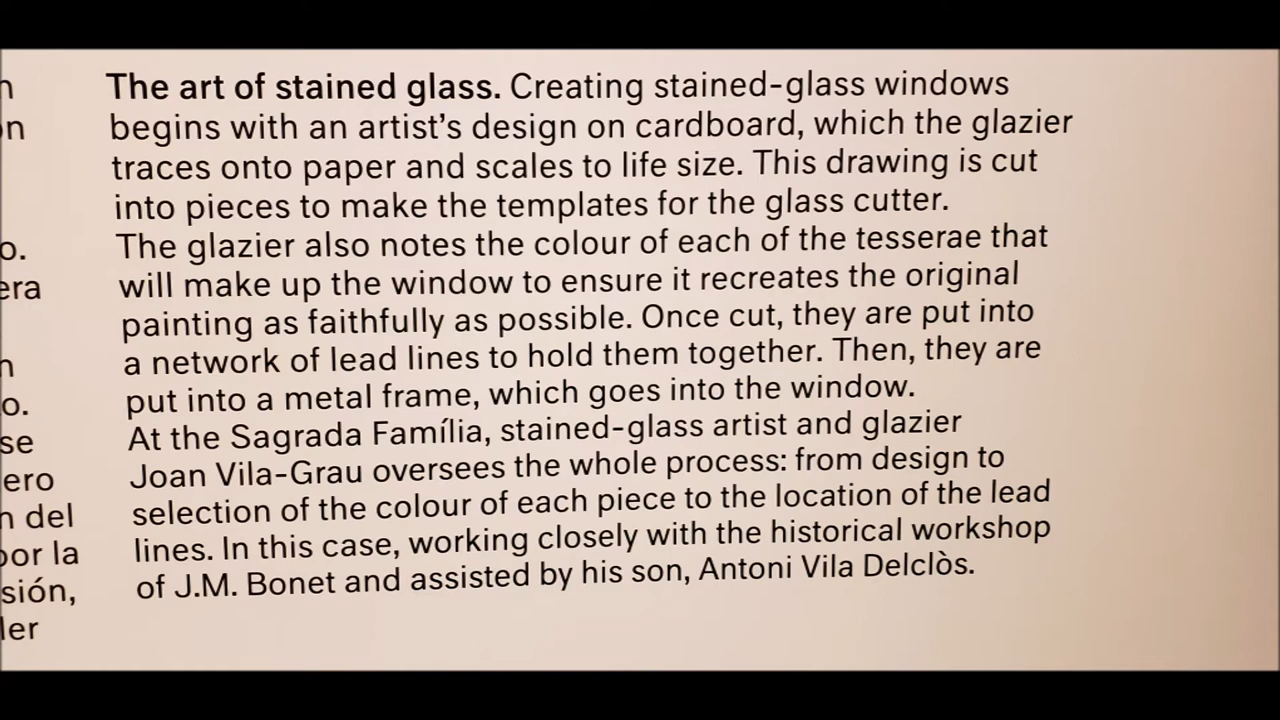 The art of stained glass. Creating stained-glass windows
begins with an artist's design on cardboard, which the glazier
traces onto paper and scales to life size. This drawing is cut
into pieces to make the templates for the glass cutter.
The glazier also notes the colour of each of the tesserae that
will make up the window to ensure it recreates the original
painting as faithfully as possible. Once cut, they are put into
a network of lead lines to hold them together. Then, they are
put into a metal frame, which goes into the window.
At the Sagrada Família, stained-glass artist and glazier
Joan Vila-Grau oversees the whole process: from design to
selection of the colour of each piece to the location of the lead
lines. In this case, working closely with the historical workshop
of J.M. Bonet and assisted by his son, Antoni Vila Delclòs.
del
la